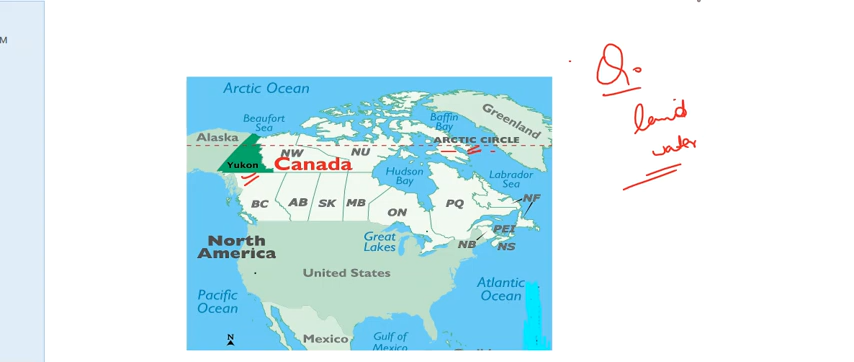 M
Arctic Ocean
Beaufort
Sea
Baffin
Bay
Greenland
Alaska
ARCTIC CIRCLE
NW
NU
Yukon
Canada
Hudson
Bay
Labrador
Sea
BC
AB
SK
MB
ON
PQ
NF
PEI
NB
NS
North
America
Great
Lakes
United States
Atlantic
Ocean
Pacific
Ocean
N
Mexico
Gulf of
Mexico
Q.
land
water